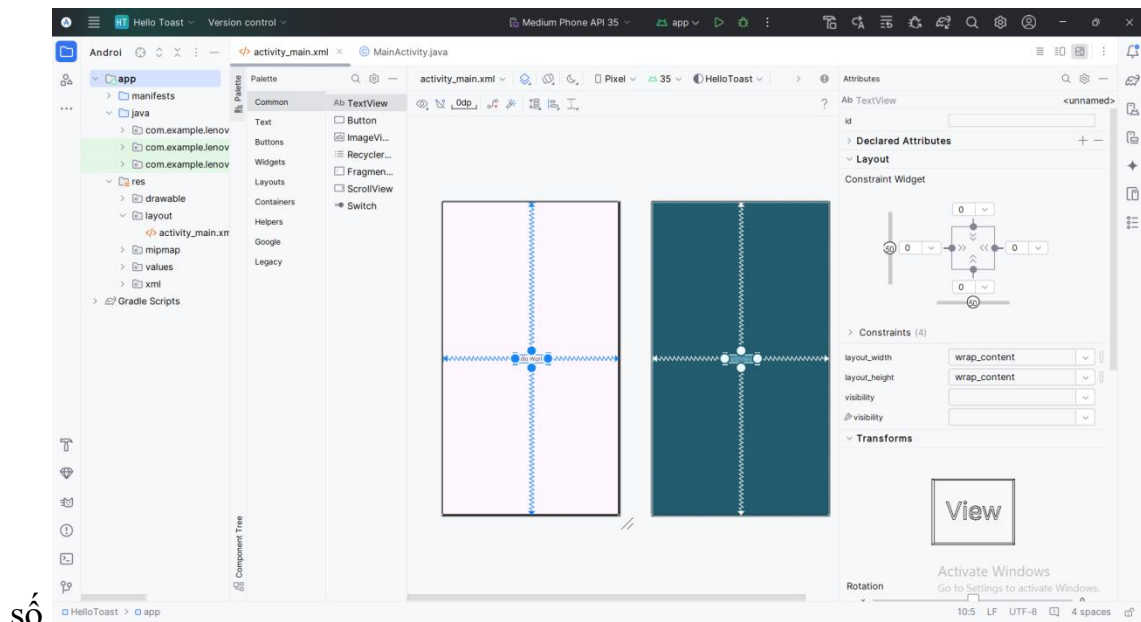 HT Hello Toast Version control Medium Phone API 35 app
Androi activity_main.xml MainActivity.java
app
manifests
java
com.example.lenov
com.example.lenov
com.example.lenov
res
drawable
layout
activity_main.xm
mipmap
values
xml
Gradle Scripts
Palette
Component Tree
Palette
Common
Text
Buttons
Widgets
Layouts
Containers
Helpers
Google
Legacy
Ab TextView
Button
ImageVi...
Recycler...
Fragmen...
ScrollView
Switch
activity_main.xml Pixel 35 HelloToast
0dp
Attributes
Ab TextView <unnamed>
id
Declared Attributes
Layout
Constraint Widget
0
50 0 0
0
50
Constraints (4)
layout_width wrap_content
layout_height wrap_content
visibility
visibility
Transforms
View
Activate Windows
Rotation Go to Settings to activate Windows.
HelloToast > app 10:5 LF UTF-8 4 spaces
số